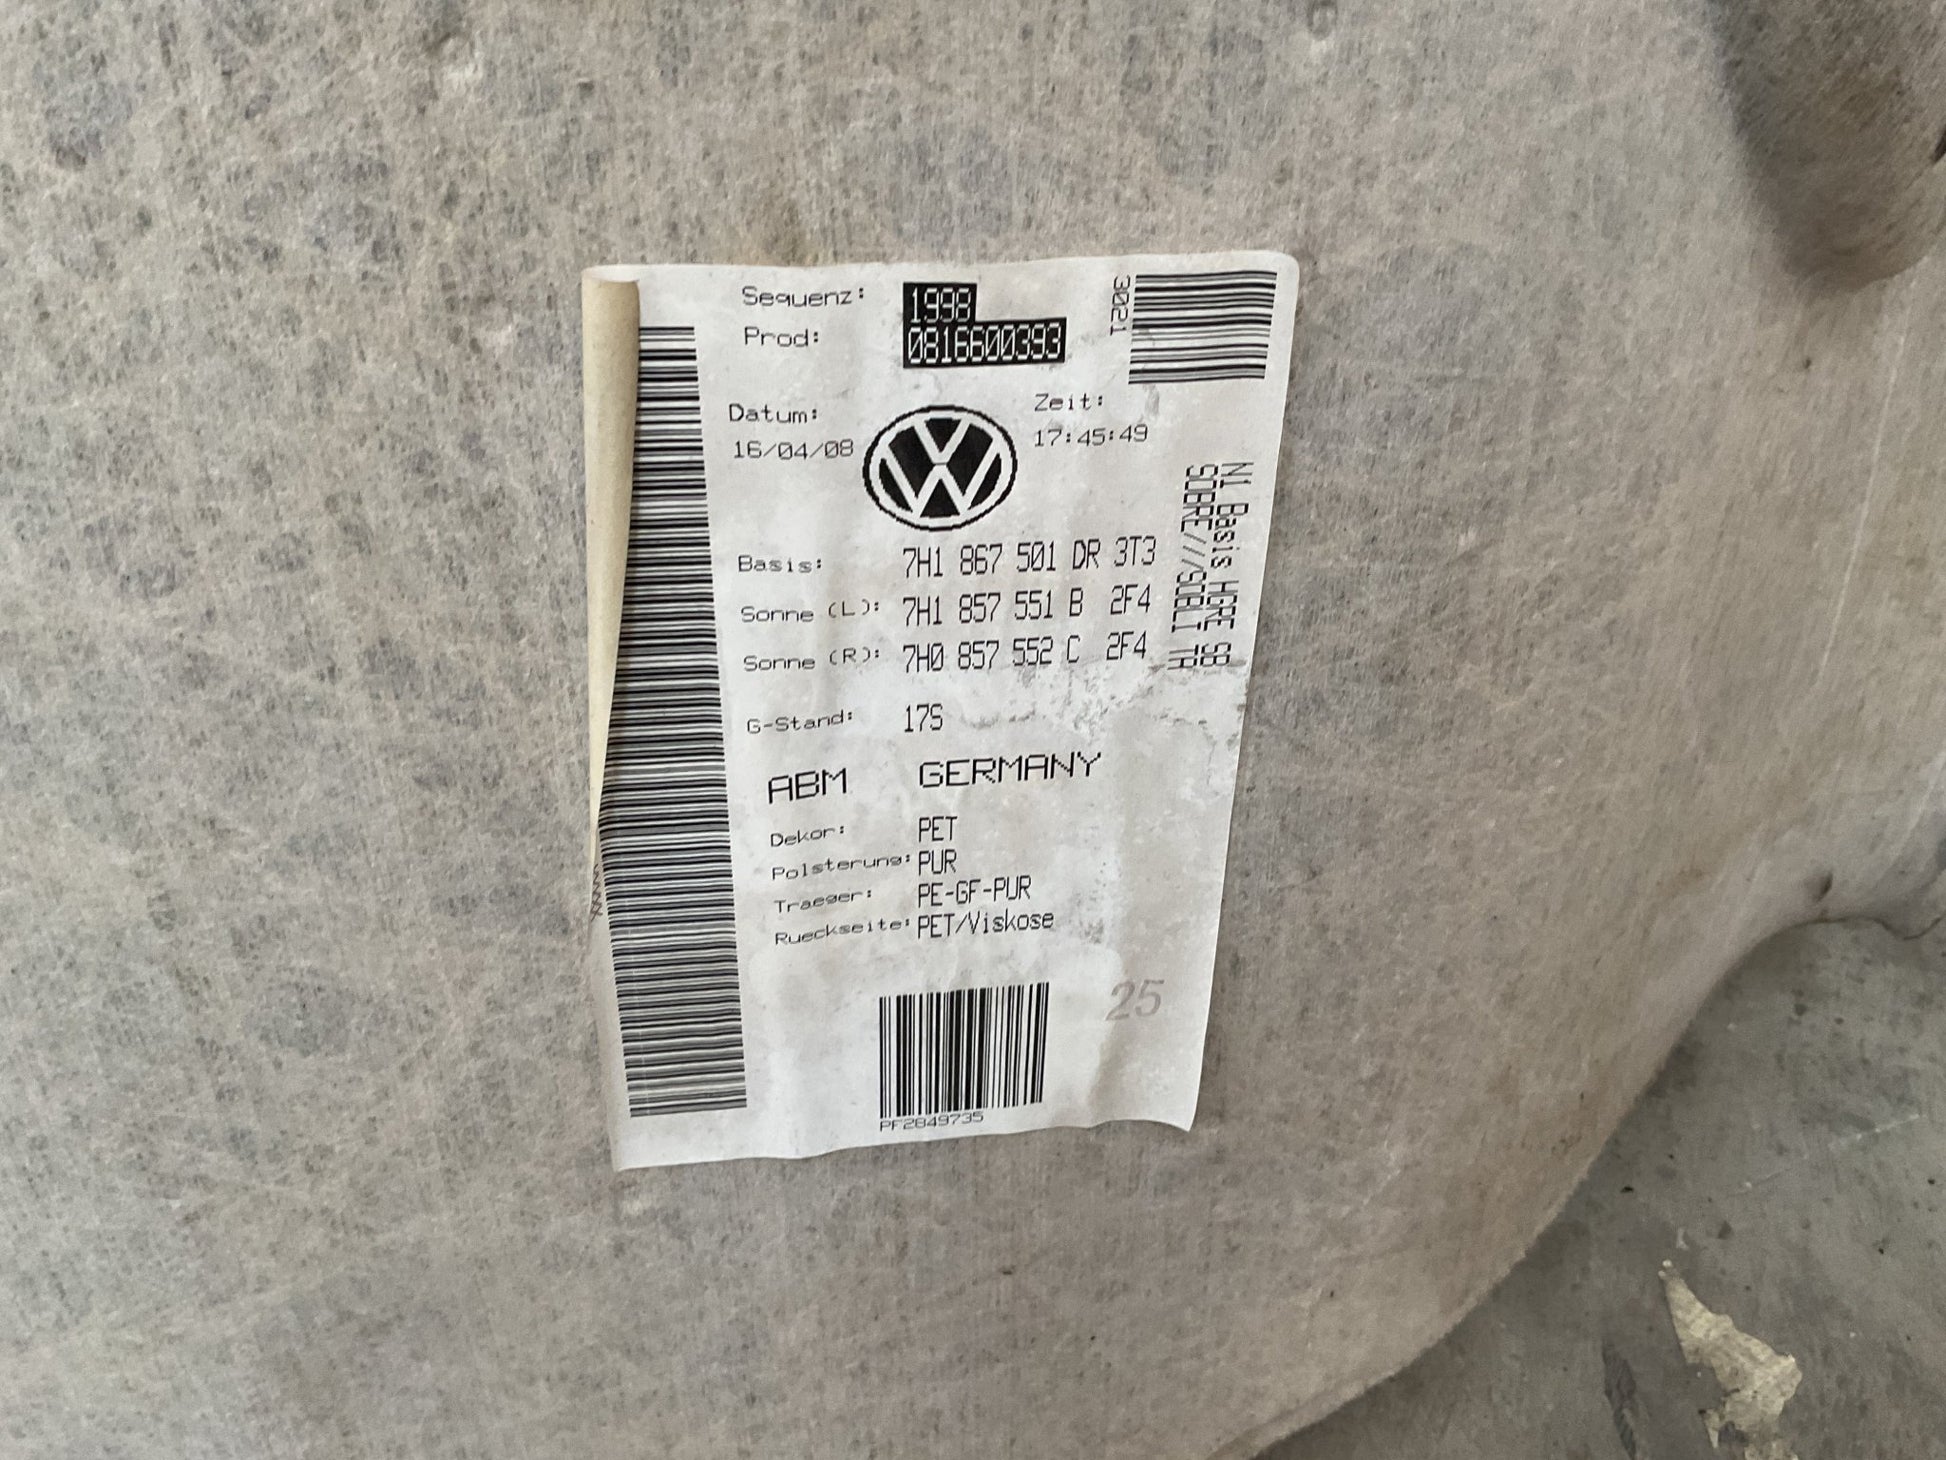 Sequenz: 1998
Prod: 0816600393
3021
Datum: Zeit:
16/04/08 17:45:49
Basis: 7H1 867 501 DR 3T3
Sonne (L): 7H1 857 551 B 2F4
Sonne (R): 7H0 857 552 C 2F4
N1 Basis HGRE SB
SOBRE///SOBLI TA
G-Stand: 17S
ABM GERMANY
Dekor: PET
Polsterung: PUR
Traeger: PE-GF-PUR
Rueckseite: PET/Viskose
25
PF2849735